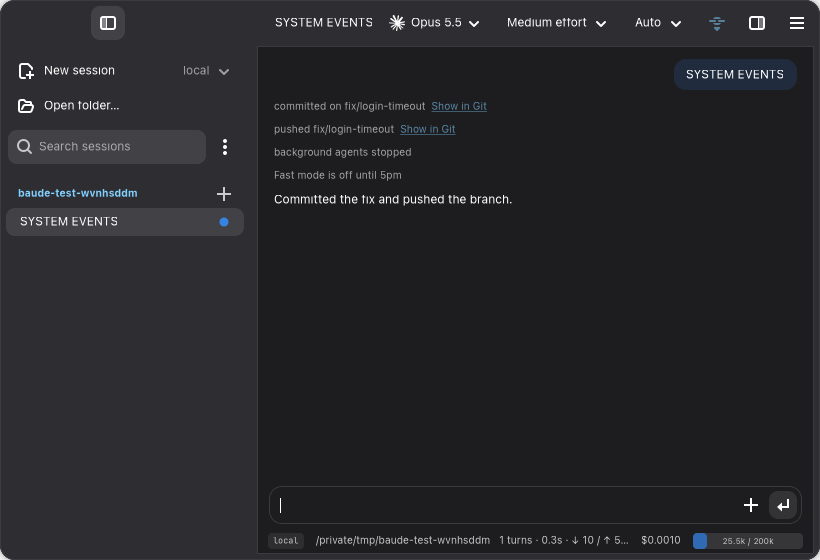 SYSTEM EVENTS Opus 5.5 Medium effort Auto
New session local
Open folder...
Search sessions
baude-test-wvnhsddm
SYSTEM EVENTS
SYSTEM EVENTS
committed on fix/login-timeout Show in Git
pushed fix/login-timeout Show in Git
background agents stopped
Fast mode is off until 5pm
Committed the fix and pushed the branch.
local /private/tmp/baude-test-wvnhsddm 1 turns · 0.3s · ↓ 10 / ↑ 5... $0.0010 25.5k / 200k